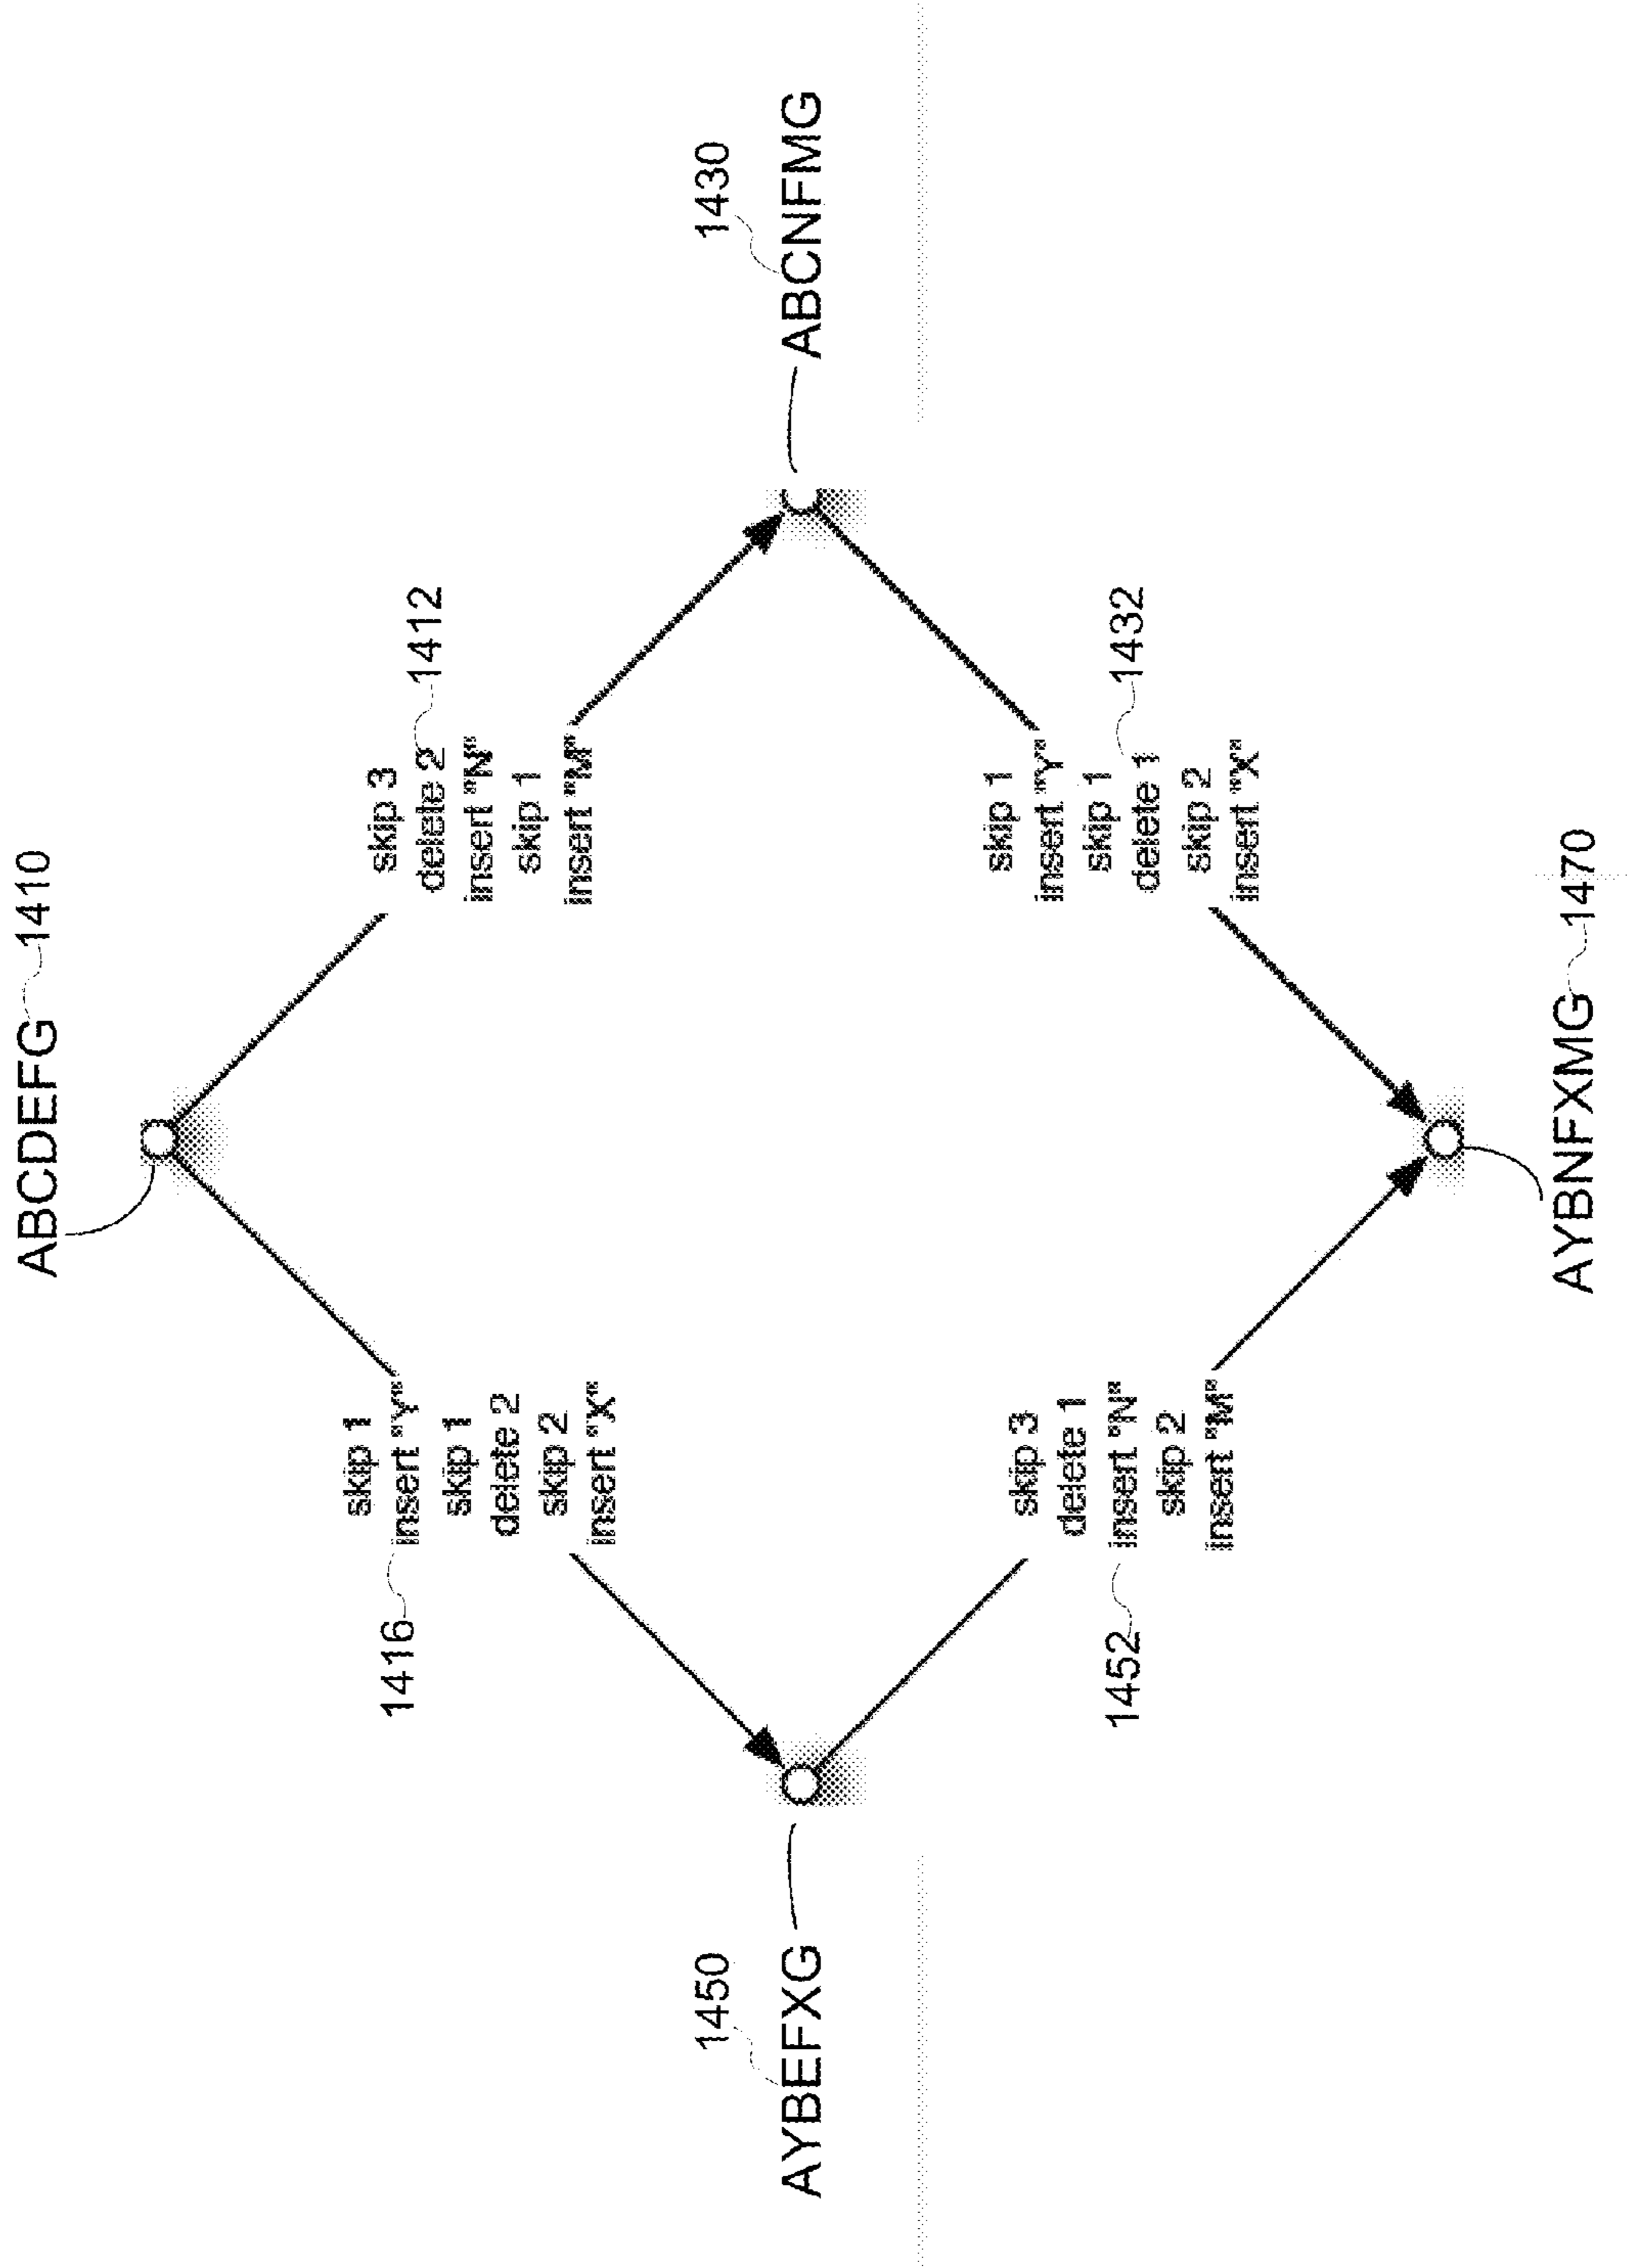 ABCDEFG 1410
skip 1
insert "Y"
skip 1
delete 2
skip 2
insert "X"
1416
skip 3
delete 2
insert "N"
skip 1
insert "M"
1412
1450
AYBEFXG
1430
ABCNFMG
skip 3
delete 1
insert "N"
skip 2
insert "M"
1452
skip 1
insert "Y"
skip 1
delete 1
skip 2
insert "X"
1432
AYBNFXMG 1470